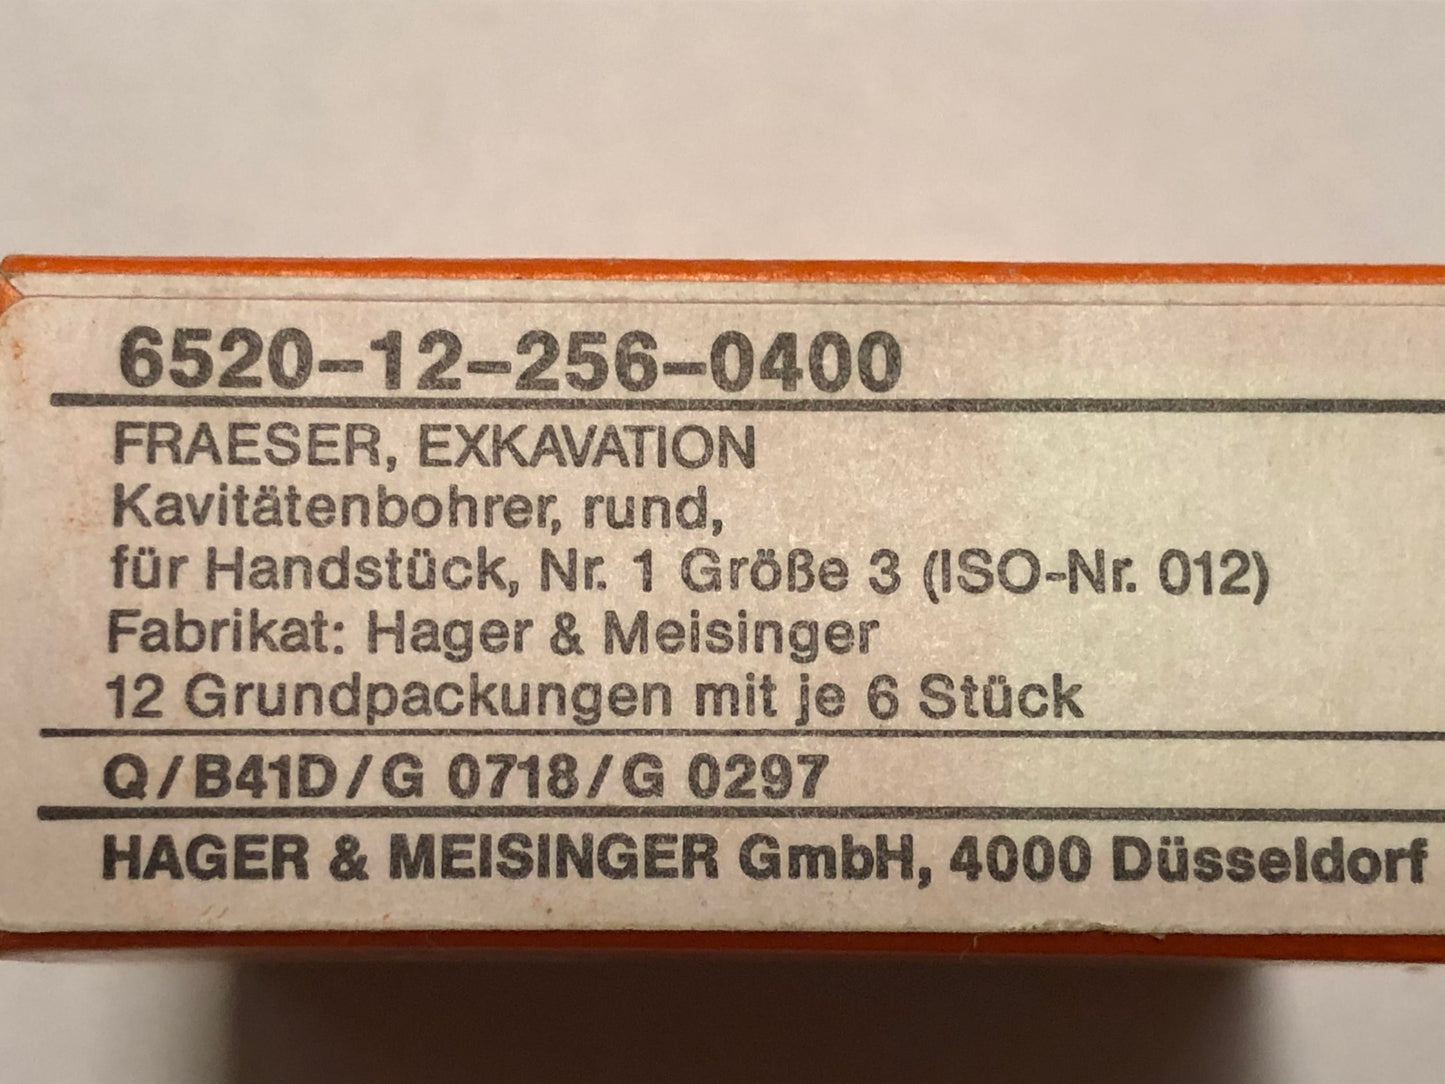 6520-12-256-0400
FRAESER, EXKAVATION
Kavitätenbohrer, rund,
für Handstück, Nr. 1 Größe 3 (ISO-Nr. 012)
Fabrikat: Hager & Meisinger
12 Grundpackungen mit je 6 Stück
Q/B41D/G 0718/G 0297
HAGER & MEISINGER GmbH, 4000 Düsseldorf